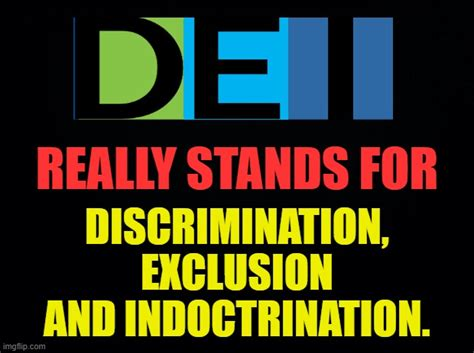 DEI
REALLY STANDS FOR
DISCRIMINATION,
EXCLUSION
AND INDOCTRINATION.
imgflip.com